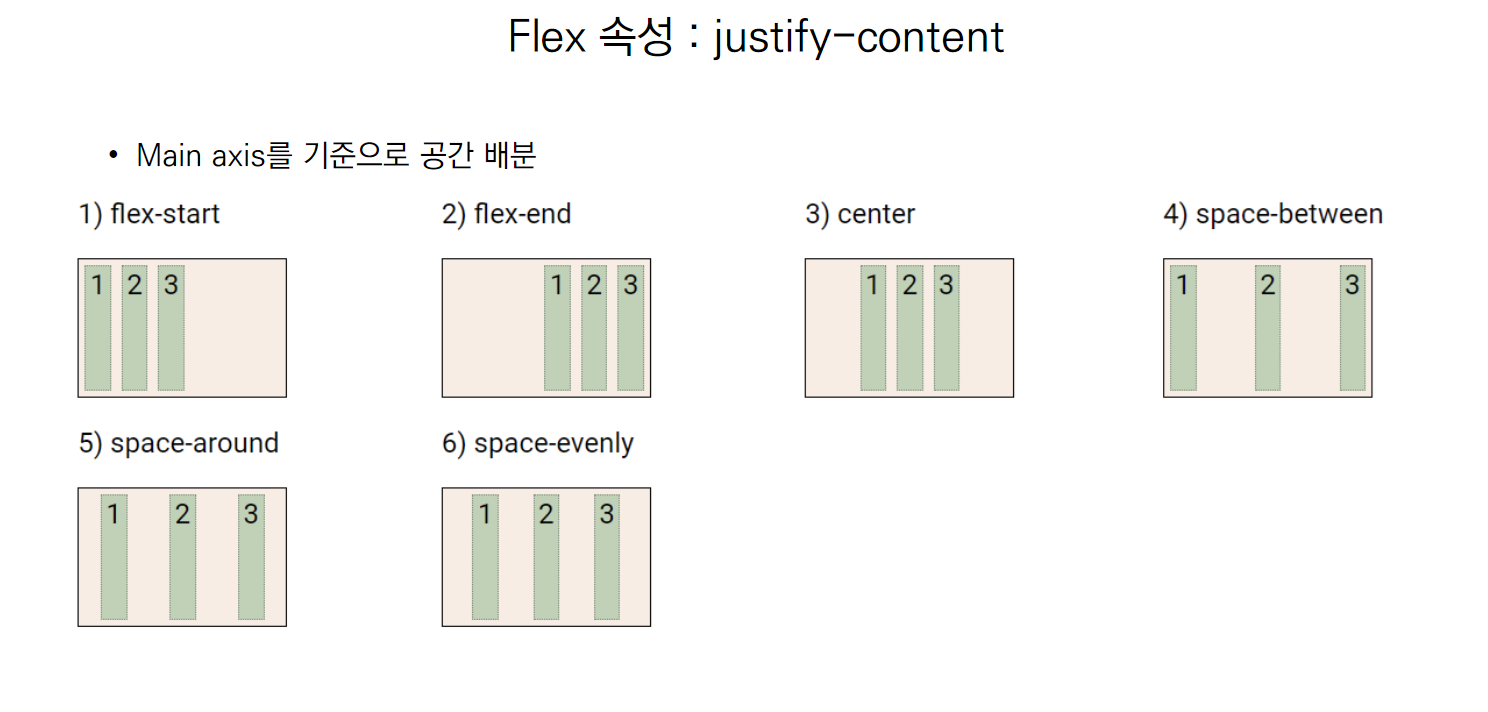 Flex 속성 : justify-content
• Main axis를 기준으로 공간 배분
1) flex-start
2) flex-end
3) center
4) space-between
1 2 3
1 2 3
1 2 3
1 2 3
5) space-around
6) space-evenly
1 2 3
1 2 3